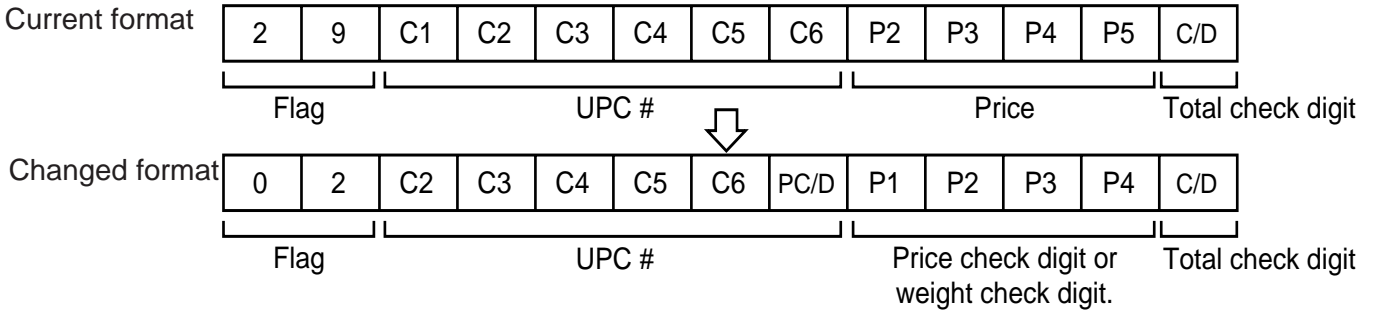 Current format 2 9 C1 C2 C3 C4 C5 C6 P2 P3 P4 P5 C/D
Flag UPC # Price Total check digit
Changed format 0 2 C2 C3 C4 C5 C6 PC/D P1 P2 P3 P4 C/D
Flag UPC # Price check digit or Total check digit
weight check digit.